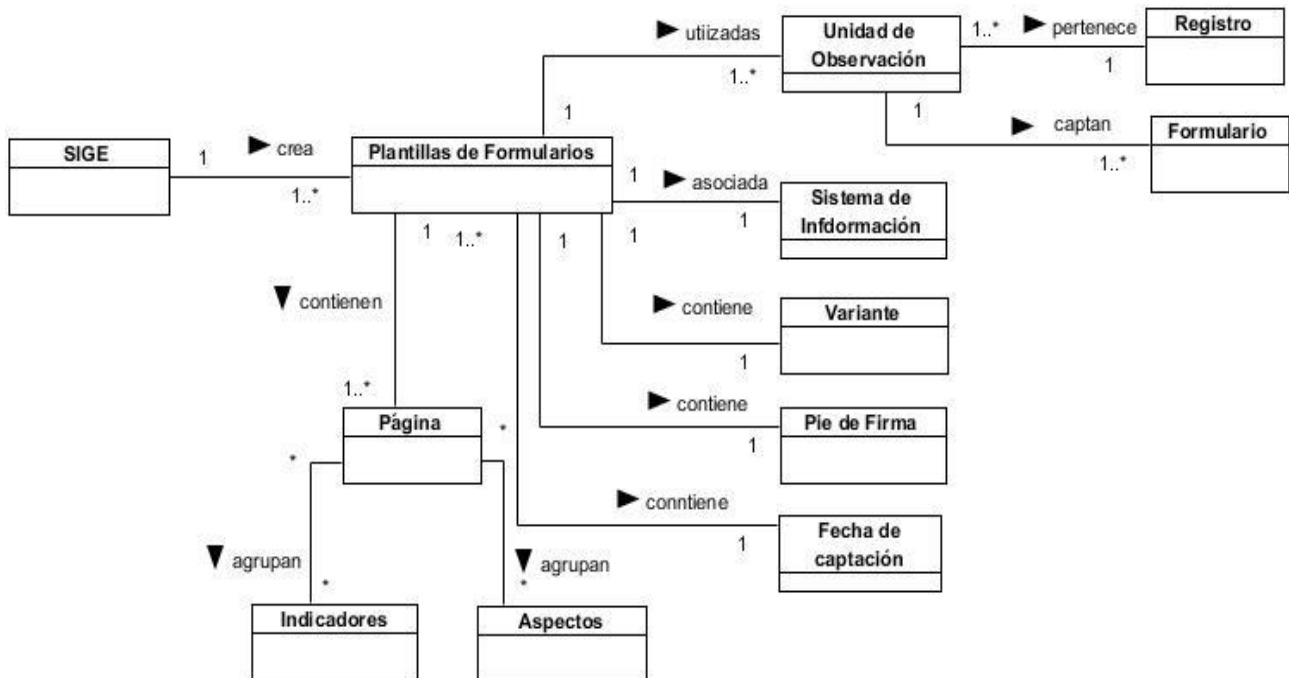 Unidad de
Observación
Registro
utiizadas
1..*
pertenece
1..*
1
1
1
captan
Formulario
1..*
SIGE
1
crea
1..*
Plantillas de Formularios
1
asociada
1
Sistema de
Infdormación
1
1..*
1
1
contienen
contiene
1
Variante
1..*
contiene
1
Pie de Firma
Página
*
*
conntiene
1
Fecha de
captación
agrupan
*
agrupan
*
Indicadores
Aspectos